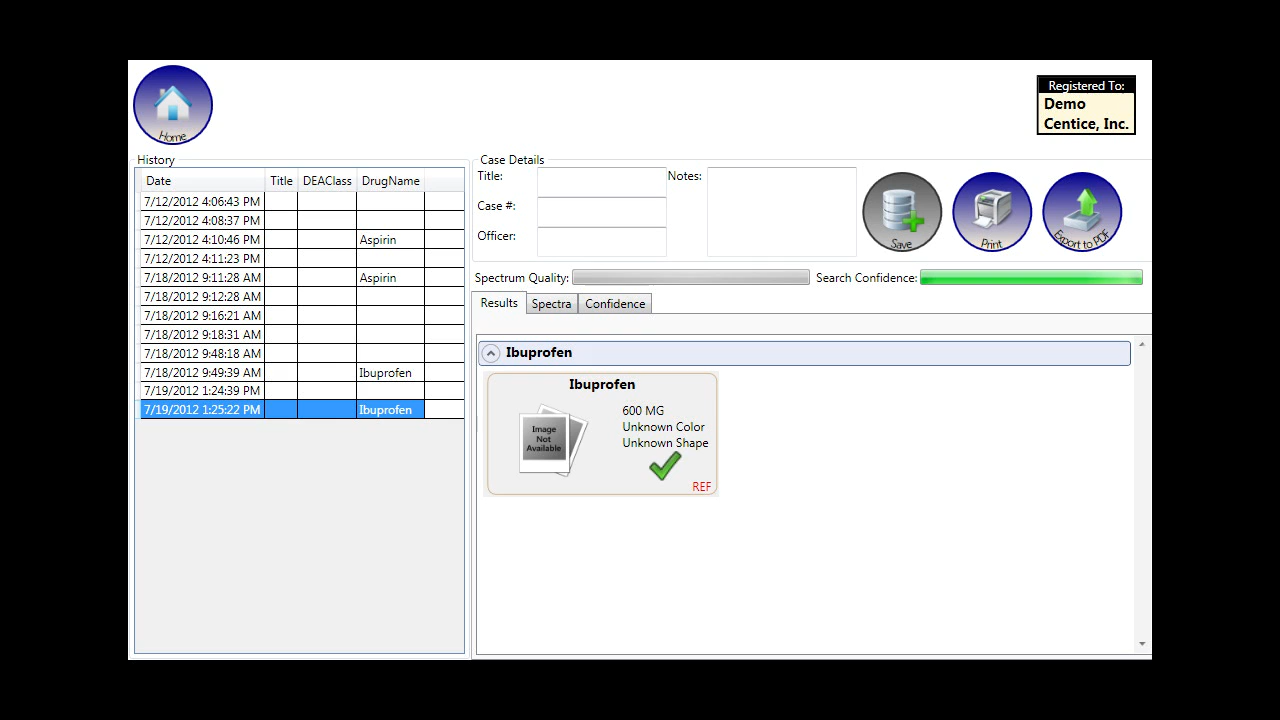 Home
Registered To:
Demo
Centice, Inc.
History
Date Title DEAClass DrugName
7/12/2012 4:06:43 PM
7/12/2012 4:08:37 PM
7/12/2012 4:10:46 PM Aspirin
7/12/2012 4:11:23 PM
7/18/2012 9:11:28 AM Aspirin
7/18/2012 9:12:28 AM
7/18/2012 9:16:21 AM
7/18/2012 9:18:31 AM
7/18/2012 9:48:18 AM
7/18/2012 9:49:39 AM Ibuprofen
7/19/2012 1:24:39 PM
7/19/2012 1:25:22 PM Ibuprofen
Case Details
Title:
Case #:
Officer:
Notes:
Save
Print
Export to PDF
Spectrum Quality:
Search Confidence:
Results Spectra Confidence
Ibuprofen
Ibuprofen
Image
Not
Available
600 MG
Unknown Color
Unknown Shape
REF